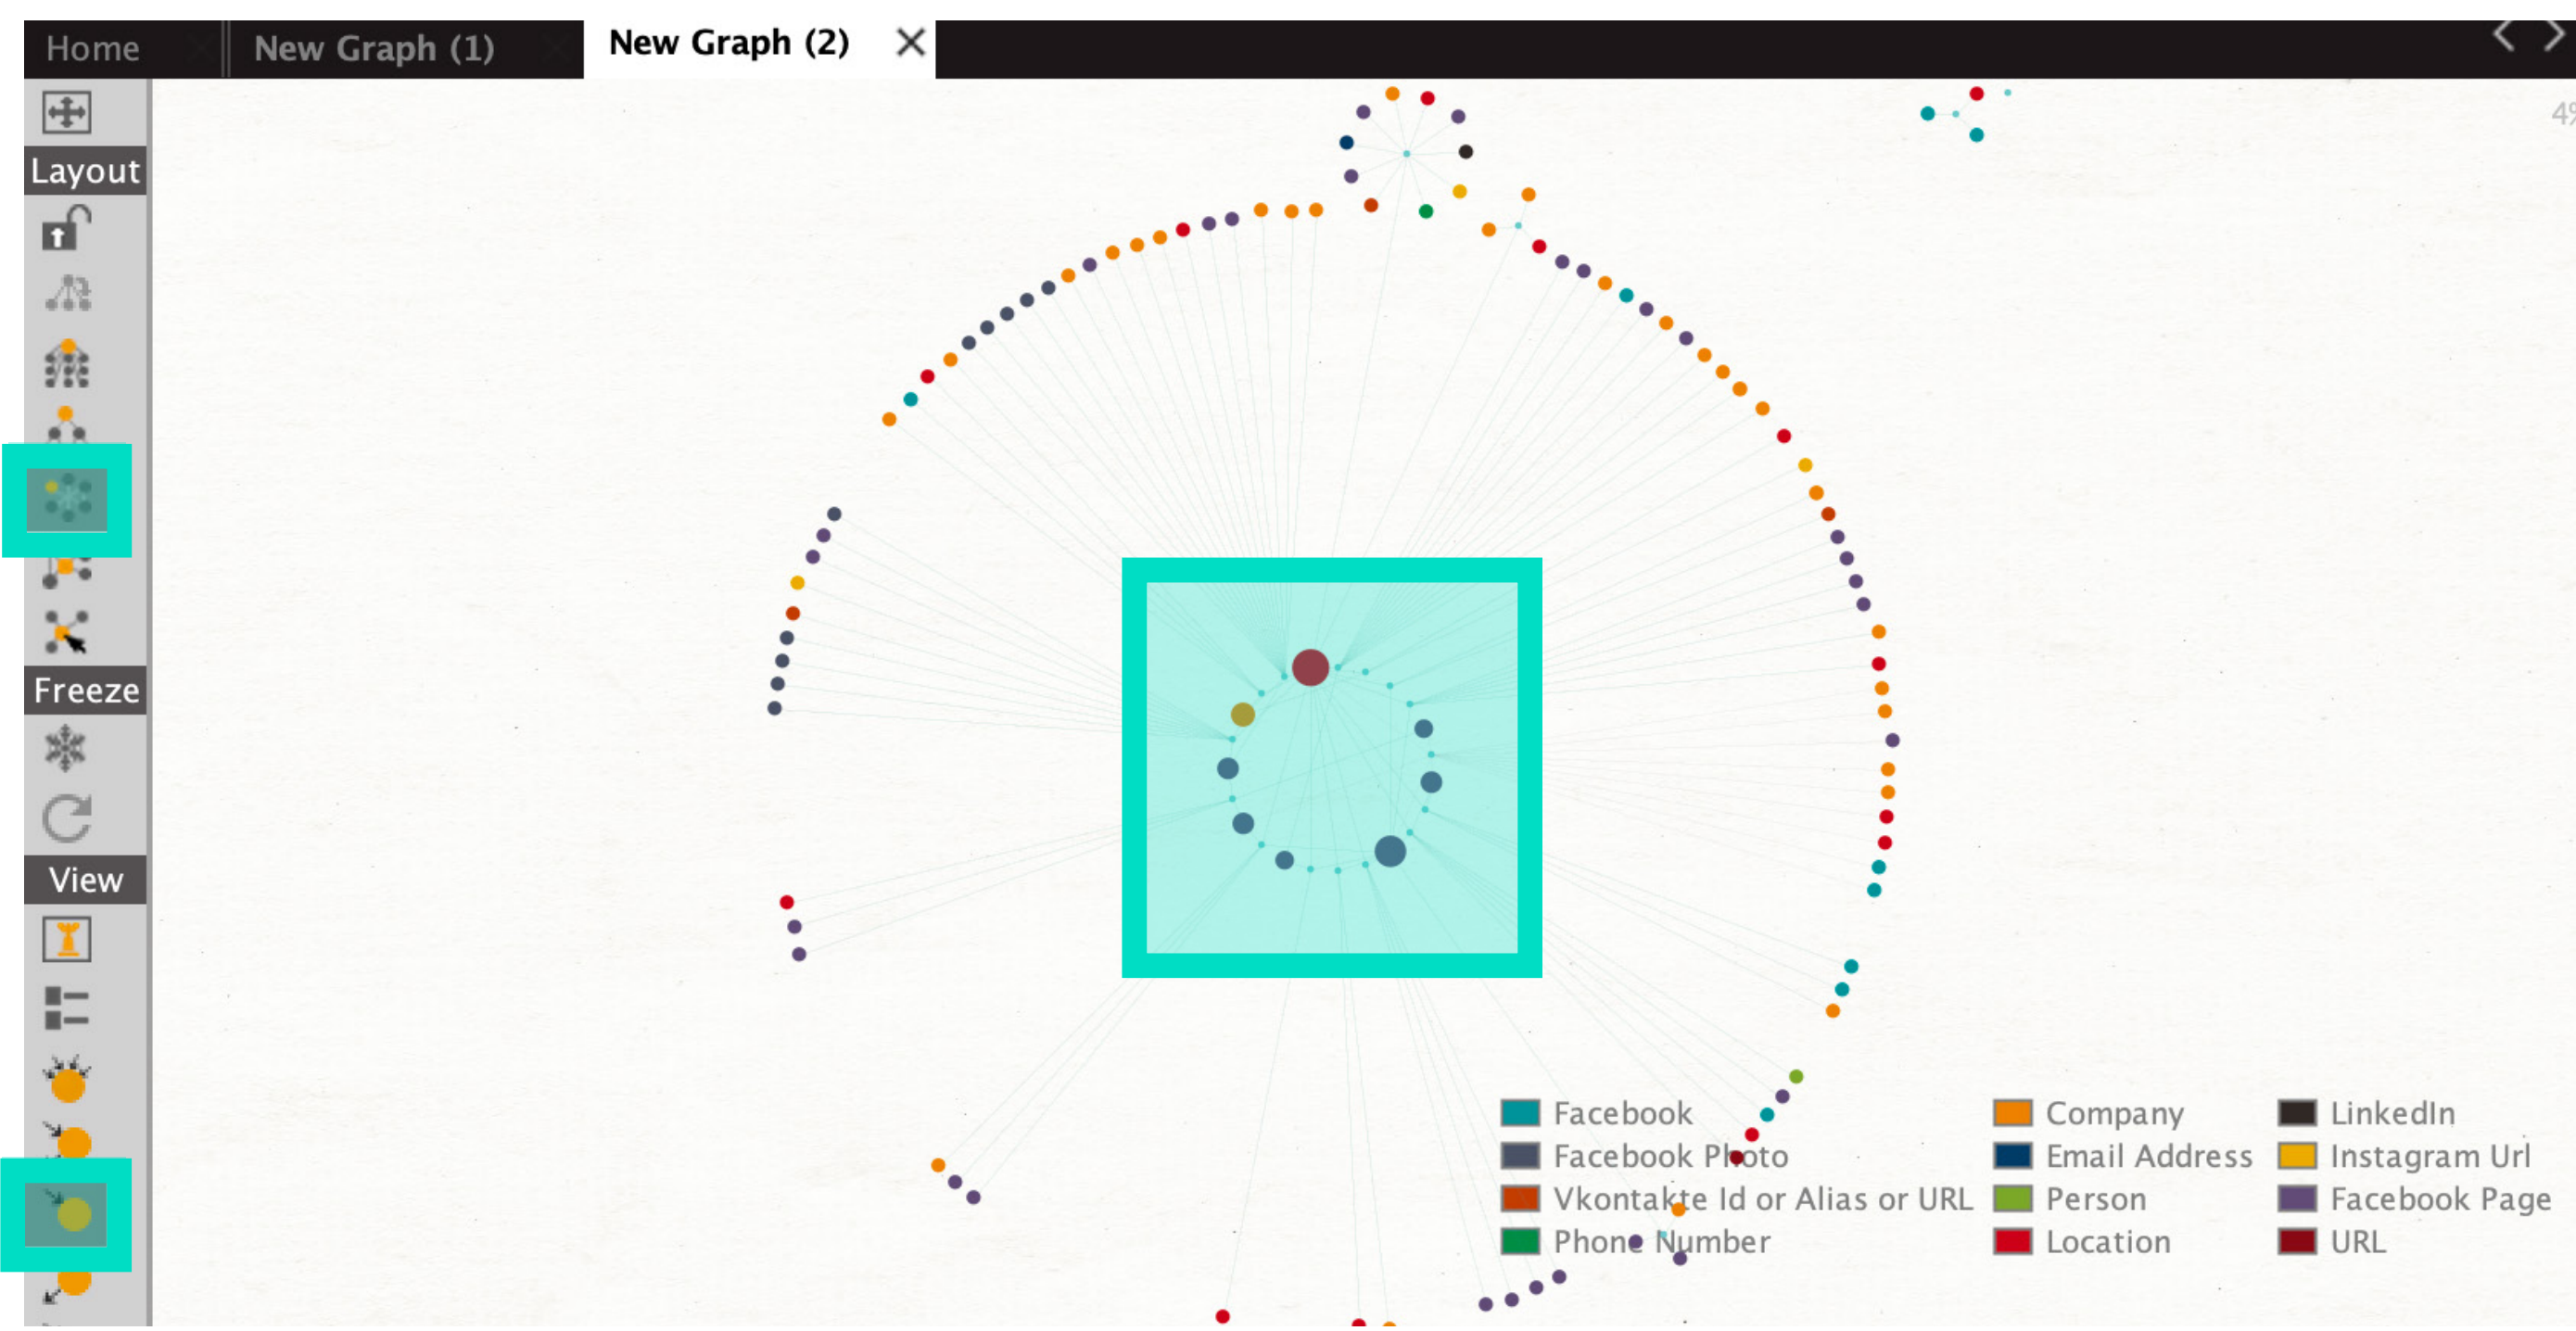 Home
New Graph (1)
New Graph (2)
4%
Layout
Freeze
View
Facebook
Company
LinkedIn
Facebook Photo
Email Address
Instagram Url
Vkontakte Id or Alias or URL
Person
Facebook Page
Phone Number
Location
URL